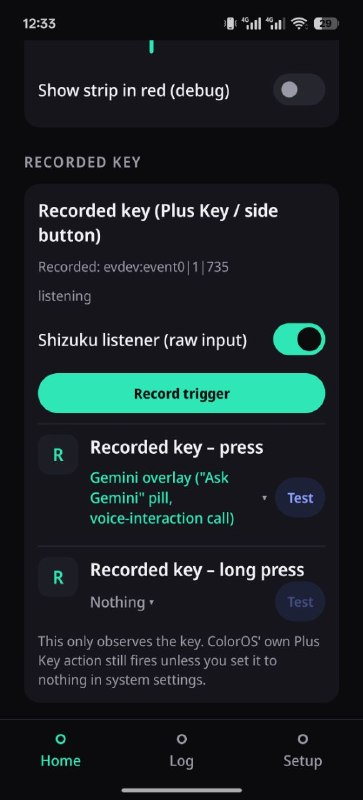 12:33
4G 4G 29
Show strip in red (debug)
RECORDED KEY
Recorded key (Plus Key / side
button)
Recorded: evdev:event0|1|735
listening
Shizuku listener (raw input)
Record trigger
R
Recorded key – press
Gemini overlay ("Ask
Gemini" pill,
voice-interaction call)
Test
R
Recorded key – long press
Nothing
Test
This only observes the key. ColorOS' own Plus
Key action still fires unless you set it to
nothing in system settings.
Home
Log
Setup